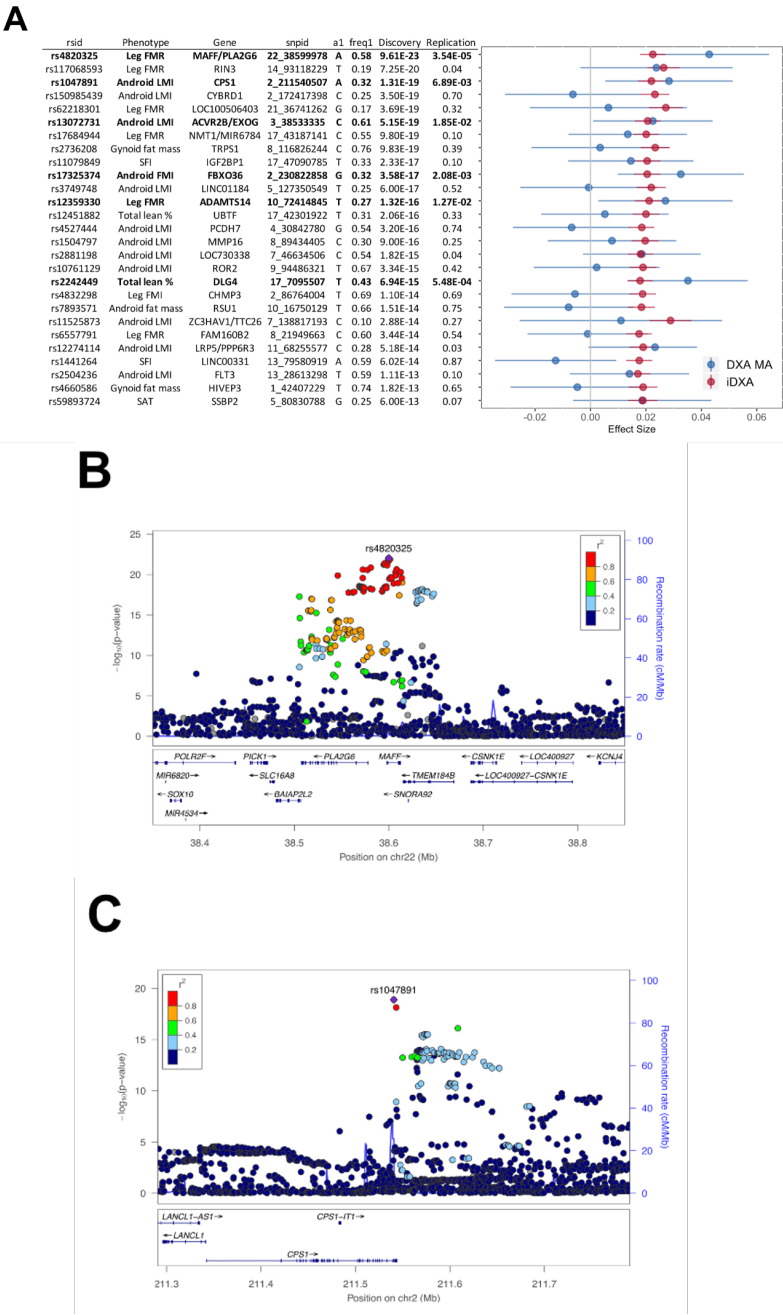 A
rsid Phenotype Gene snpid a1 freq1 Discovery Replication
rs4820325 Leg FMR MAFF/PLA2G6 22_38599978 A 0.58 9.61E-23 3.54E-05
rs117068593 Leg FMR RIN3 14_93118229 T 0.19 7.25E-20 0.04
rs1047891 Android LMI CPS1 2_211540507 A 0.32 1.31E-19 6.89E-03
rs150985439 Android LMI CYBRD1 2_172417398 C 0.25 3.50E-19 0.70
rs62218301 Leg FMR LOC100506403 21_36741262 G 0.17 3.69E-19 0.32
rs13072731 Android LMI ACVR2B/EXOG 3_38533335 C 0.61 5.15E-19 1.85E-02
rs17684944 Leg FMR NMT1/MIR6784 17_43187141 C 0.55 9.80E-19 0.10
rs2736208 Gynoid fat mass TRPS1 8_116826244 C 0.76 9.83E-19 0.39
rs11079849 SFI IGF2BP1 17_47090785 T 0.33 2.33E-17 0.10
rs17325374 Android FMI FBXO36 2_230822858 G 0.32 3.58E-17 2.08E-03
rs3749748 Android LMI LINC01184 5_127350549 T 0.25 6.00E-17 0.52
rs12359330 Leg FMR ADAMTS14 10_72414845 T 0.27 1.32E-16 1.27E-02
rs12451882 Total lean % UBTF 17_42301922 T 0.31 2.06E-16 0.33
rs4527444 Android LMI PCDH7 4_30842780 G 0.54 3.20E-16 0.74
rs1504797 Android LMI MMP16 8_89434405 C 0.30 9.00E-16 0.25
rs2881198 Android LMI LOC730338 7_46634506 C 0.54 1.82E-15 0.04
rs10761129 Android LMI ROR2 9_94486321 T 0.67 3.34E-15 0.42
rs2242449 Total lean % DLG4 17_7095507 T 0.43 6.94E-15 5.48E-04
rs4832298 Leg FMI CHMP3 2_86764004 T 0.69 1.10E-14 0.69
rs7893571 Android fat mass RSU1 10_16750129 T 0.66 1.51E-14 0.75
rs11525873 Android LMI ZC3HAV1/TTC26 7_138817193 C 0.10 2.88E-14 0.27
rs6557791 Leg FMR FAM160B2 8_21949663 C 0.60 3.44E-14 0.54
rs12274114 Android LMI LRP5/PPP6R3 11_68255577 C 0.28 5.18E-14 0.03
rs1441264 SFI LINC00331 13_79580919 A 0.59 6.02E-14 0.87
rs2504236 Android LMI FLT3 13_28613298 T 0.59 1.11E-13 0.10
rs4660586 Gynoid fat mass HIVEP3 1_42407229 T 0.74 1.82E-13 0.65
rs59893724 SAT SSBP2 5_80830788 G 0.25 6.00E-13 0.07
DXA MA
iDXA
-0.02 0.00 0.02 0.04 0.06
Effect Size
B
rs4820325
r2
0.8
0.6
0.4
0.2
25
20
15
10
5
0
−log10(p−value)
100
80
60
40
20
0
Recombination rate (cM/Mb)
POLR2F→ PICK1→ ←PLA2G6 MAFF→ ←CSNK1E ←LOC400927 ←KCNJ4
MIR6820→ ←SLC16A8 ←TMEM184B ←LOC400927−CSNK1E
←SOX10 ←BAIAP2L2 ←SNORA92
MIR4534→
38.4 38.5 38.6 38.7 38.8
Position on chr22 (Mb)
C
rs1047891
r2
0.8
0.6
0.4
0.2
20
15
10
5
0
−log10(p−value)
100
80
60
40
20
0
Recombination rate (cM/Mb)
LANCL1−AS1→ CPS1−IT1→
←LANCL1
CPS1→
211.3 211.4 211.5 211.6 211.7
Position on chr2 (Mb)